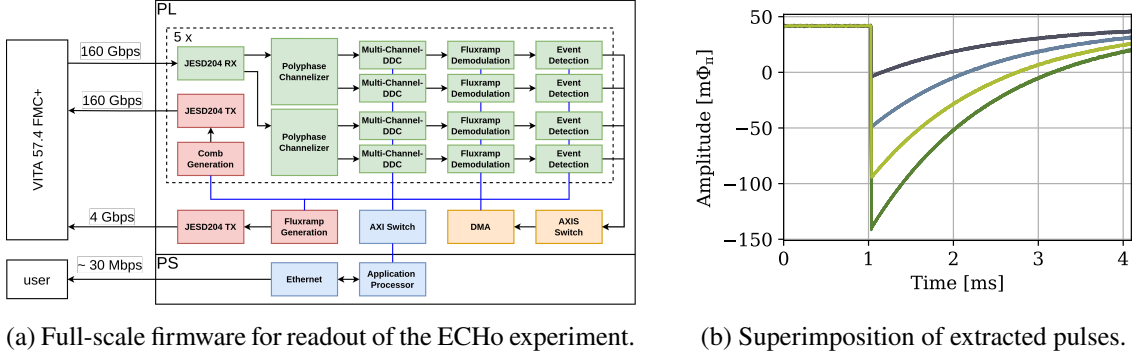 PL
5 x
VITA 57.4 FMC+
160 Gbps
160 Gbps
4 Gbps
JESD204 RX
JESD204 TX
Comb
Generation
Polyphase
Channelizer
Polyphase
Channelizer
Multi-Channel-
DDC
Fluxramp
Demodulation
Event
Detection
Multi-Channel-
DDC
Fluxramp
Demodulation
Event
Detection
Multi-Channel-
DDC
Fluxramp
Demodulation
Event
Detection
Multi-Channel-
DDC
Fluxramp
Demodulation
Event
Detection
JESD204 TX
Fluxramp
Generation
AXI Switch
DMA
AXIS
Switch
PS
user
~ 30 Mbps
Ethernet
Application
Processor
(a) Full-scale firmware for readout of the ECHo experiment.
Amplitude [mΦ_Π]
50
0
−50
−100
−150
0
1
2
3
4
Time [ms]
(b) Superimposition of extracted pulses.